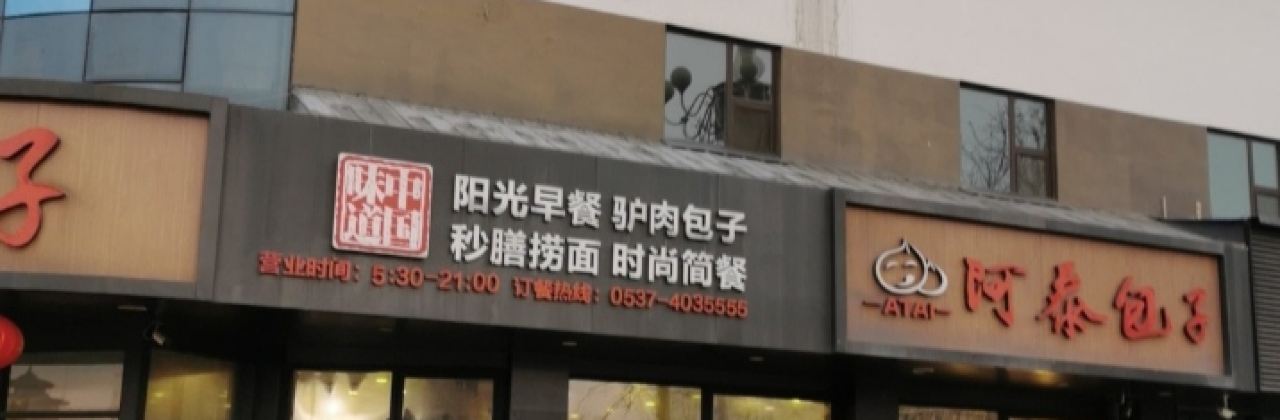 子
中国
味道
阳光早餐 驴肉包子
秒膳捞面 时尚简餐
营业时间：5:30-21:00 订餐热线：0537-4035555
ATAI
阿泰包子